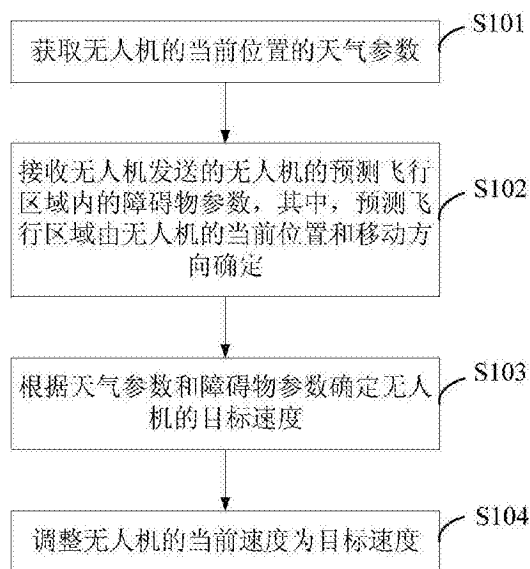 S101
获取无人机的当前位置的天气参数
S102
接收无人机发送的无人机的预测飞行
区域内的障碍物参数，其中，预测飞
行区域由无人机的当前位置和移动方
向确定
S103
根据天气参数和障碍物参数确定无人
机的目标速度
S104
调整无人机的当前速度为目标速度